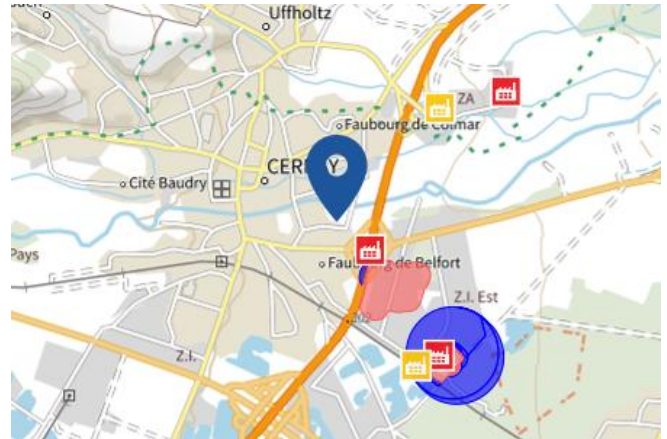 Uffholtz
ZA
Faubourg de Colmar
CERNAY
Cité Baudry
Pays
Faubourg de Belfort
Z.I. Est
Z.I.